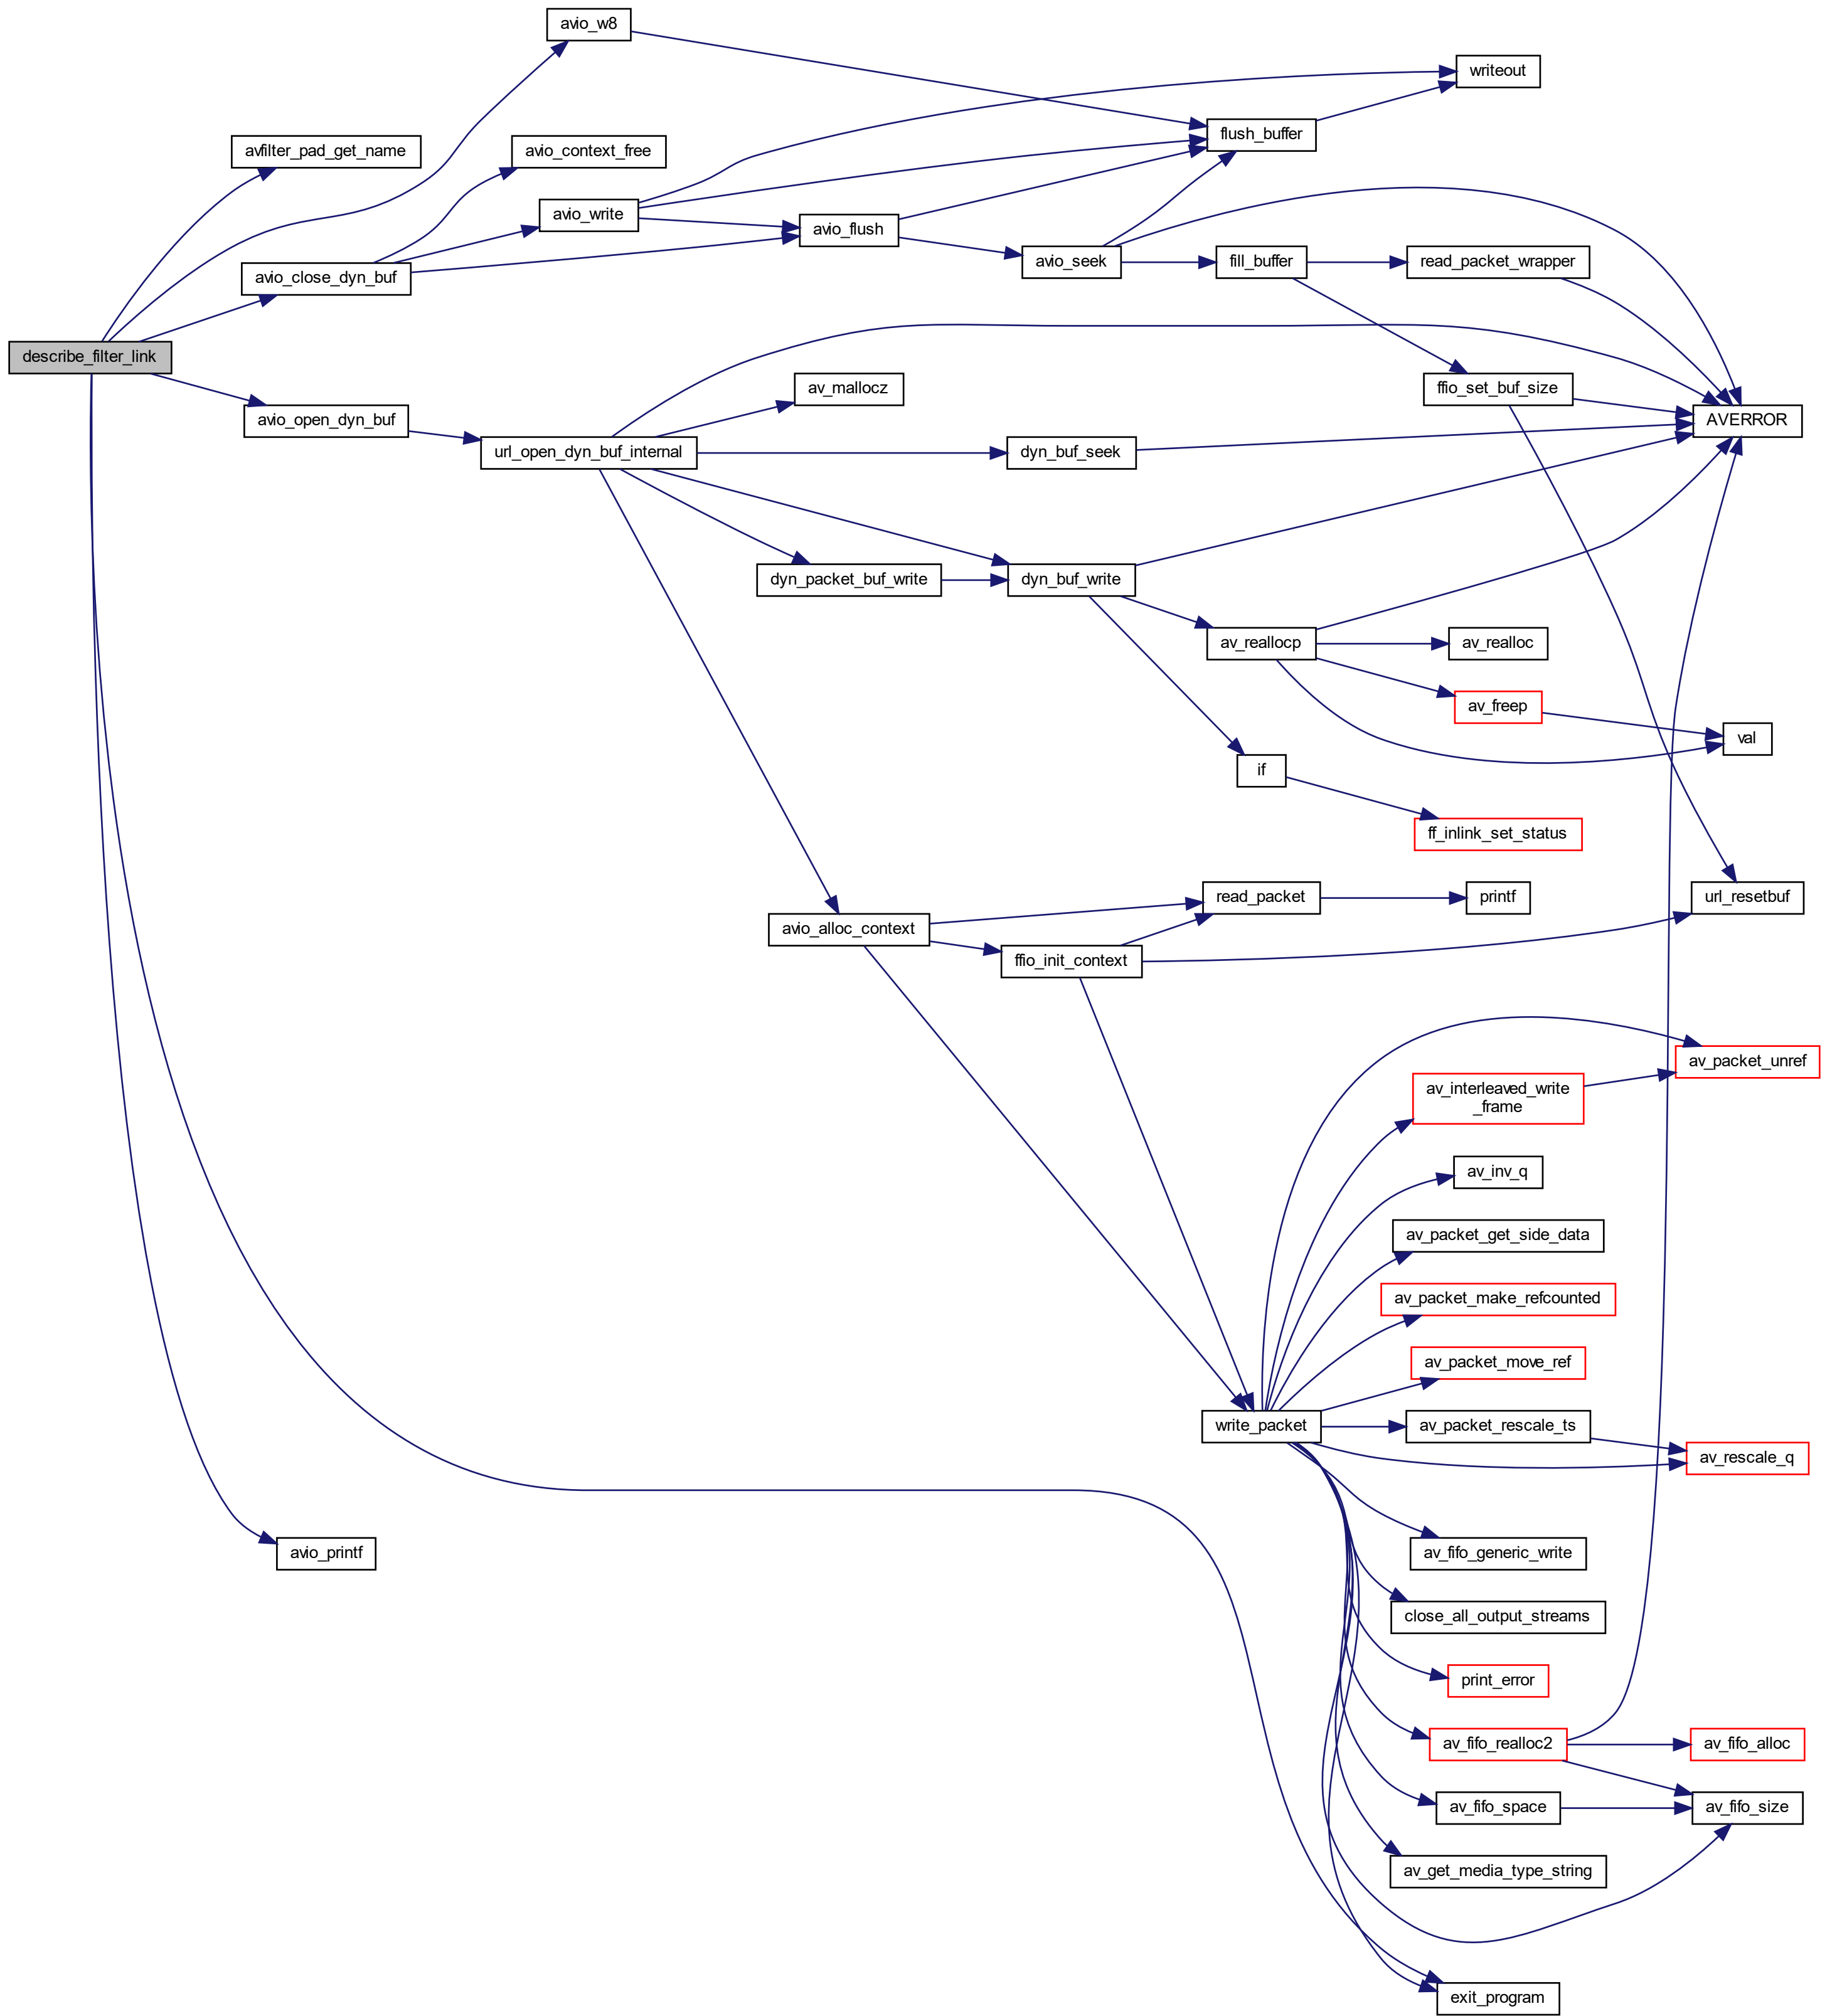 avio_w8
writeout
flush_buffer
avfilter_pad_get_name
avio_context_free
avio_write
avio_flush
avio_seek
fill_buffer
read_packet_wrapper
avio_close_dyn_buf
describe_filter_link
av_mallocz
ffio_set_buf_size
avio_open_dyn_buf
AVERROR
url_open_dyn_buf_internal
dyn_buf_seek
dyn_packet_buf_write
dyn_buf_write
av_reallocp
av_realloc
av_freep
val
if
ff_inlink_set_status
read_packet
printf
url_resetbuf
avio_alloc_context
ffio_init_context
av_packet_unref
av_interleaved_write
_frame
av_inv_q
av_packet_get_side_data
av_packet_make_refcounted
av_packet_move_ref
write_packet
av_packet_rescale_ts
av_rescale_q
avio_printf
av_fifo_generic_write
close_all_output_streams
print_error
av_fifo_realloc2
av_fifo_alloc
av_fifo_space
av_fifo_size
av_get_media_type_string
exit_program